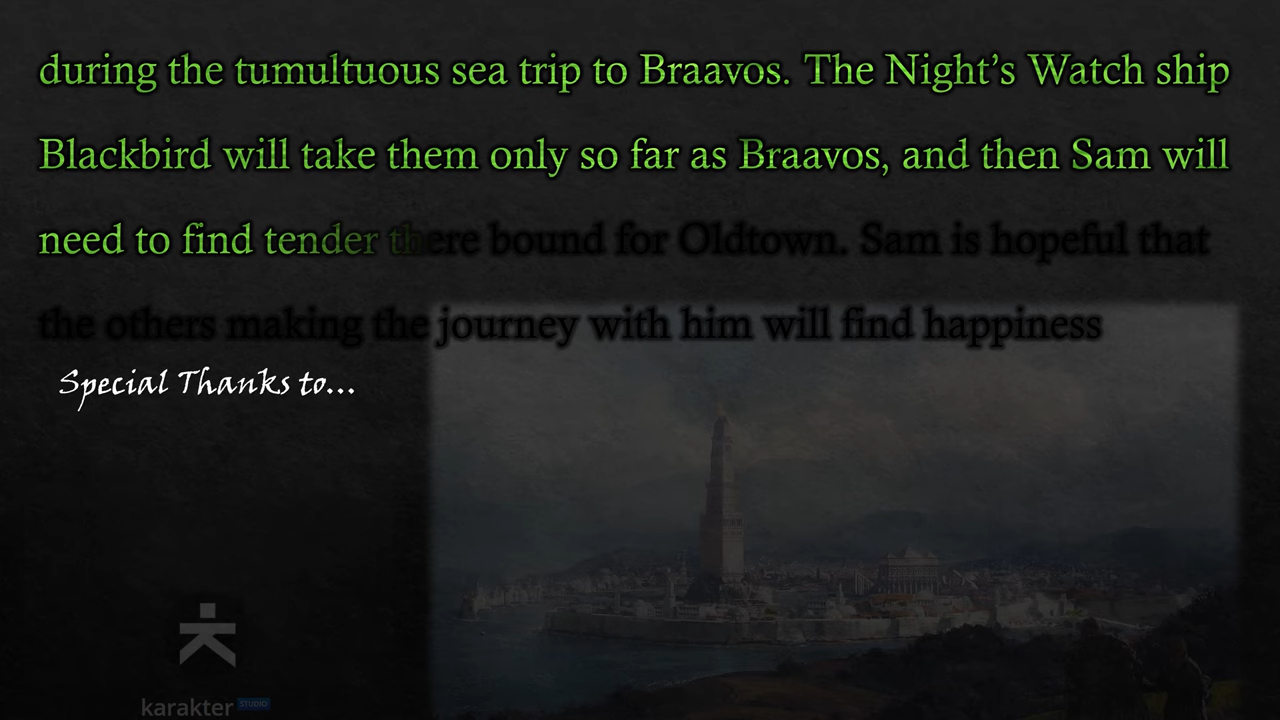 during the tumultuous sea trip to Braavos. The Night's Watch ship
Blackbird will take them only so far as Braavos, and then Sam will
need to find tender there bound for Oldtown. Sam is hopeful that
the others making the journey with him will find happiness
Special Thanks to...
karakter STUDIO